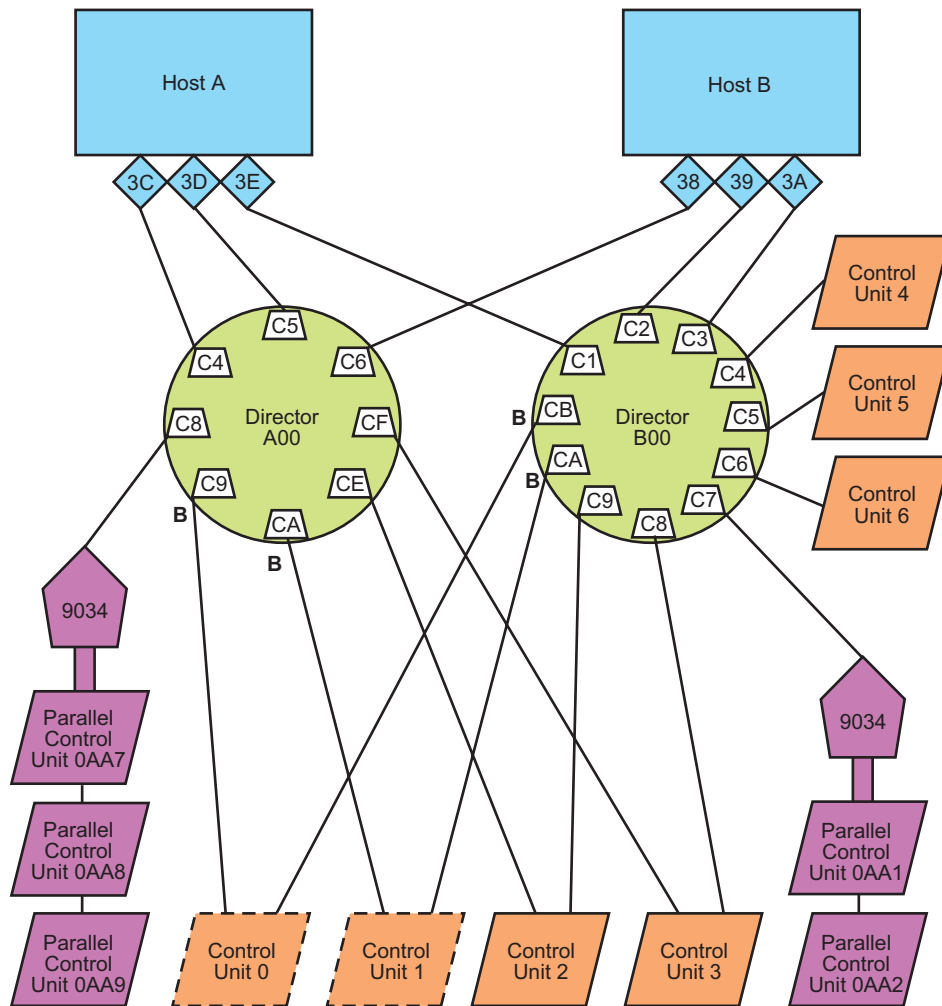 Host A
Host B
3C
3D
3E
38
39
3A
Control
Unit 4
C5
C4
C6
C8
Director
A00
CF
C9
CE
CA
B
B
C2
C1
C3
C4
CB
Director
B00
C5
B
CA
C6
B
C9
C7
C8
Control
Unit 5
Control
Unit 6
9034
Parallel
Control
Unit 0AA7
Parallel
Control
Unit 0AA8
Parallel
Control
Unit 0AA9
9034
Parallel
Control
Unit 0AA1
Parallel
Control
Unit 0AA2
Control
Unit 0
Control
Unit 1
Control
Unit 2
Control
Unit 3